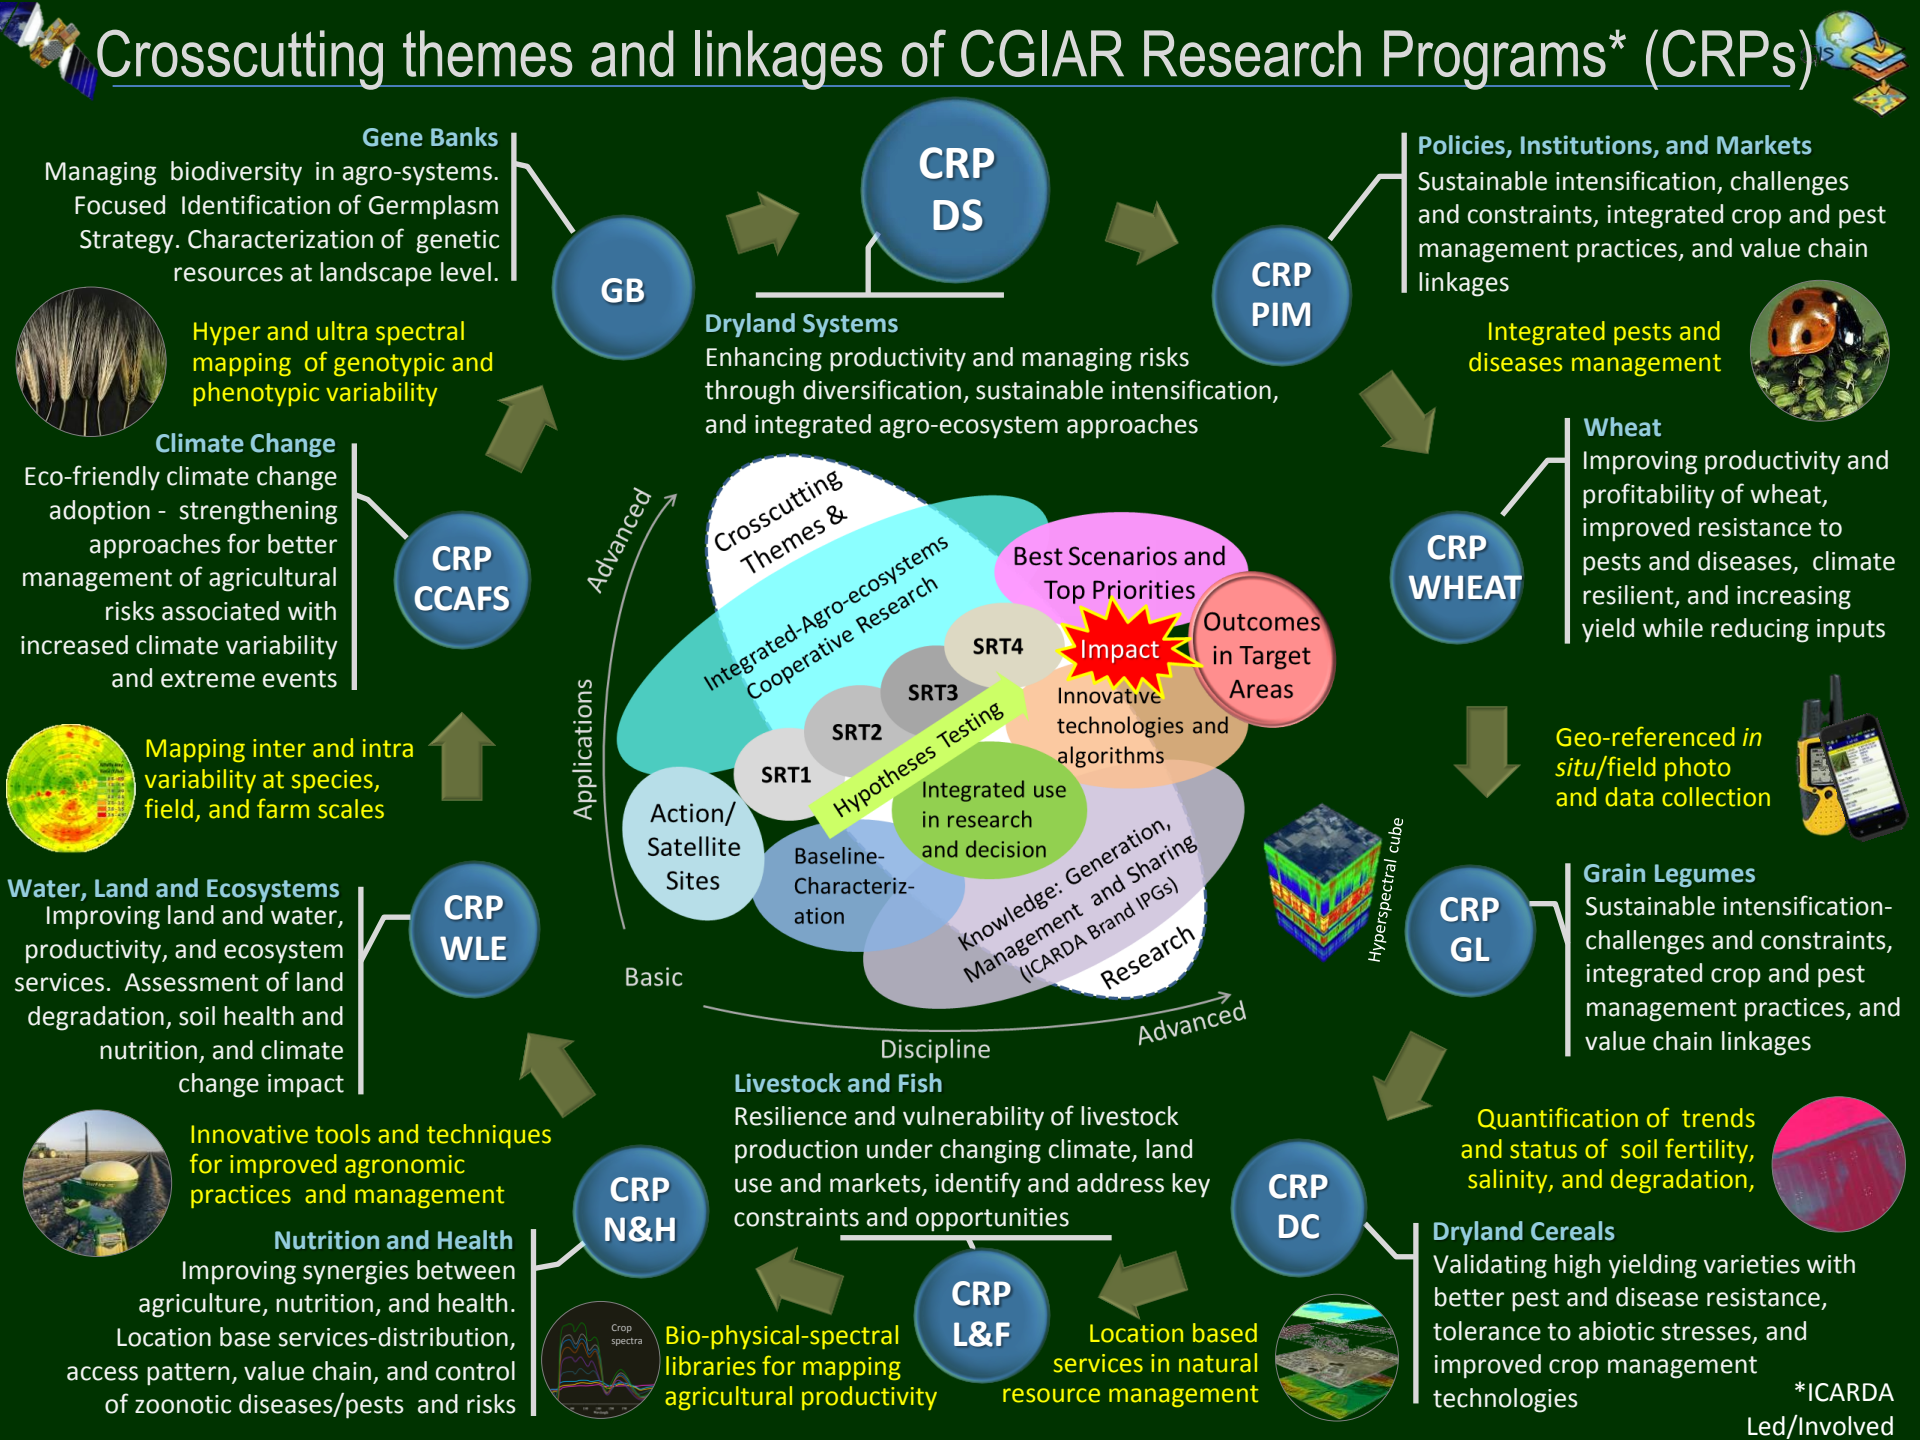 Crosscutting themes and linkages of CGIAR Research Programs* (CRPs)
Gene Banks
Managing biodiversity in agro-systems.
Focused Identification of Germplasm
Strategy. Characterization of genetic
resources at landscape level.
GB
CRP
DS
Dryland Systems
Enhancing productivity and managing risks
through diversification, sustainable intensification,
and integrated agro-ecosystem approaches
CRP
PIM
Policies, Institutions, and Markets
Sustainable intensification, challenges
and constraints, integrated crop and pest
management practices, and value chain
linkages
Integrated pests and
diseases management
Hyper and ultra spectral
mapping of genotypic and
phenotypic variability
Climate Change
Eco-friendly climate change
adoption - strengthening
approaches for better
management of agricultural
risks associated with
increased climate variability
and extreme events
CRP
CCAFS
Wheat
Improving productivity and
profitability of wheat,
improved resistance to
pests and diseases, climate
resilient, and increasing
yield while reducing inputs
CRP
WHEAT
Advanced
Applications
Basic
Discipline
Advanced
Crosscutting
Themes &
Integrated-Agro-ecosystems
Cooperative Research
Best Scenarios and
Top Priorities
Impact
Outcomes
in Target
Areas
SRT4
SRT3
SRT2
SRT1
Hypotheses Testing
Innovative
technologies and
algorithms
Integrated use
in research
and decision
Action/
Satellite
Sites
Baseline-
Characteriz-
ation
Knowledge: Generation,
Management and Sharing
(ICARDA Brand IPGs)
Research
Mapping inter and intra
variability at species,
field, and farm scales
Geo-referenced in
situ/field photo
and data collection
Hyperspectral cube
Water, Land and Ecosystems
Improving land and water,
productivity, and ecosystem
services. Assessment of land
degradation, soil health and
nutrition, and climate
change impact
CRP
WLE
CRP
GL
Grain Legumes
Sustainable intensification-
challenges and constraints,
integrated crop and pest
management practices, and
value chain linkages
Innovative tools and techniques
for improved agronomic
practices and management
Quantification of trends
and status of soil fertility,
salinity, and degradation,
Livestock and Fish
Resilience and vulnerability of livestock
production under changing climate, land
use and markets, identify and address key
constraints and opportunities
CRP
N&H
CRP
DC
CRP
L&F
Nutrition and Health
Improving synergies between
agriculture, nutrition, and health.
Location base services-distribution,
access pattern, value chain, and control
of zoonotic diseases/pests and risks
Crop
spectra
Bio-physical-spectral
libraries for mapping
agricultural productivity
Location based
services in natural
resource management
Dryland Cereals
Validating high yielding varieties with
better pest and disease resistance,
tolerance to abiotic stresses, and
improved crop management
technologies
*ICARDA
Led/Involved